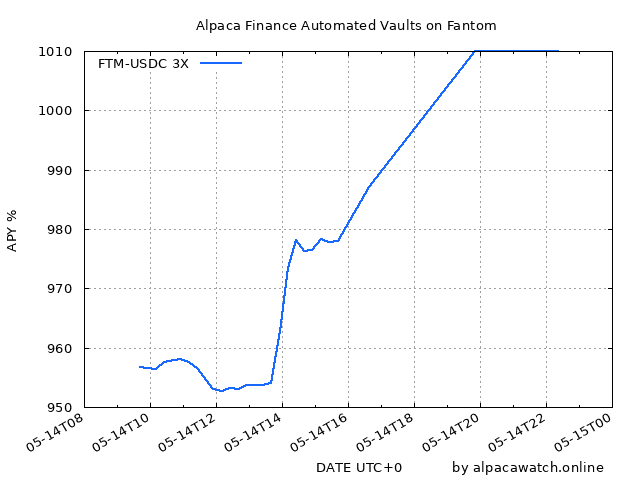 Alpaca Finance Automated Vaults on Fantom
FTM-USDC 3X
APY %
1010
1000
990
980
970
960
950
05-14T08
05-14T10
05-14T12
05-14T14
05-14T16
05-14T18
05-14T20
05-14T22
05-15T00
DATE UTC+0
by alpacawatch.online